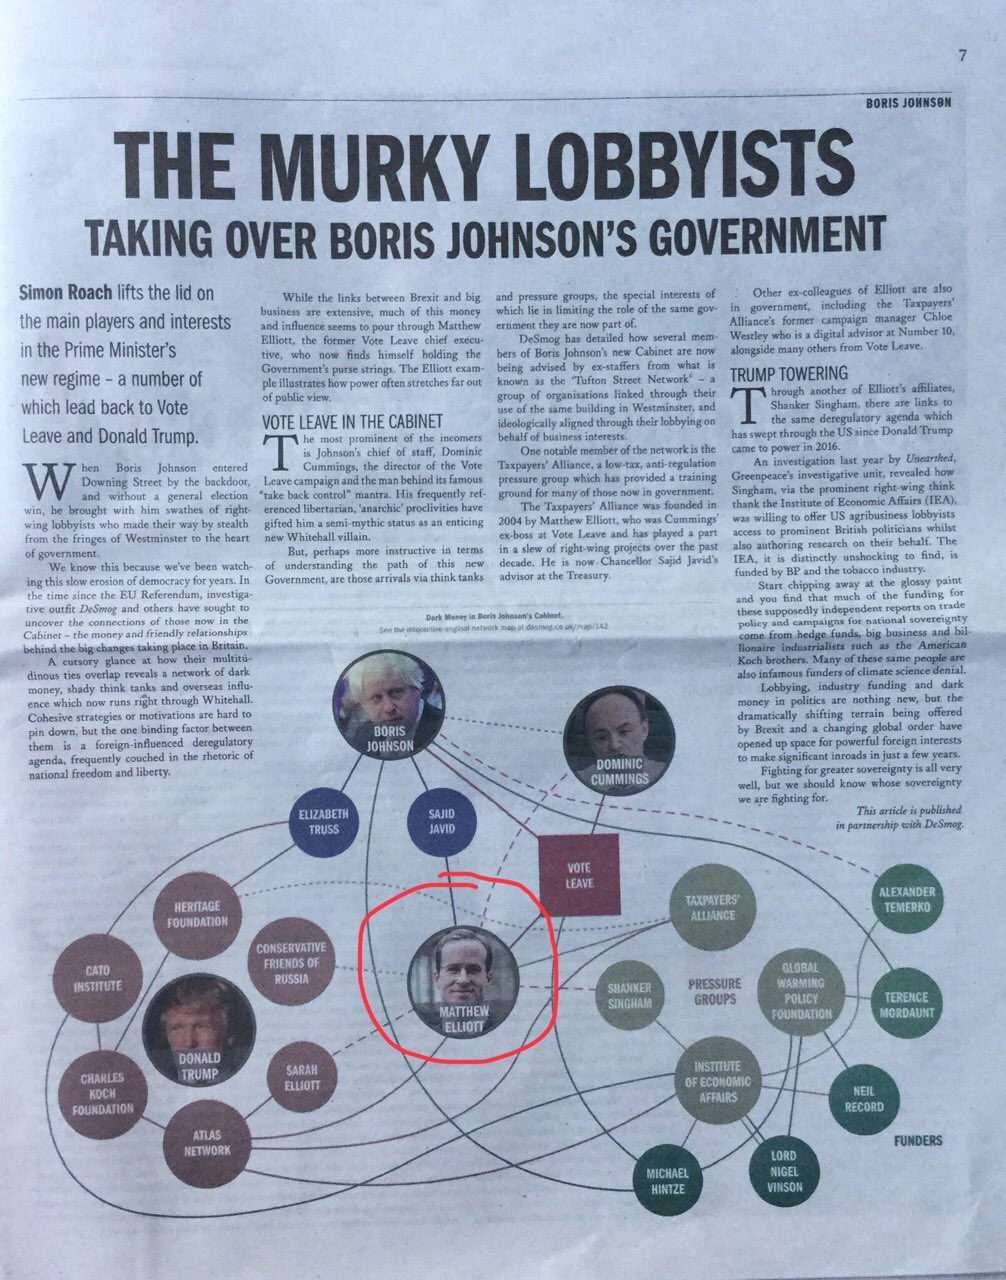 7
BORIS JOHNSON
THE MURKY LOBBYISTS
TAKING OVER BORIS JOHNSON'S GOVERNMENT
Simon Roach lifts the lid on
the main players and interests
in the Prime Minister's
new regime – a number of
which lead back to Vote
Leave and Donald Trump.
When Boris Johnson entered
Downing Street by the backdoor,
and without a general election
win, he brought with him swathes of right-
wing lobbyists who made their way by stealth
from the fringes of Westminster to the heart
of government.
We know this because we've been watch-
ing this slow erosion of democracy for years. In
the time since the EU Referendum, investiga-
tive outfit DeSmog and others have sought to
uncover the connections of those now in the
Cabinet – the money and friendly relationships
behind the big changes taking place in Britain.
A cursory glance at how their multitu-
dinous ties overlap reveals a network of dark
money, shady think tanks and overseas influ-
ence which now runs right through Whitehall.
Cohesive strategies or motivations are hard to
pin down, but the one binding factor between
them is a foreign-influenced deregulatory
agenda, frequently couched in the rhetoric of
national freedom and liberty.
While the links between Brexit and big
business are extensive, much of this money
and influence seems to pour through Matthew
Elliott, the former Vote Leave chief execu-
tive, who now finds himself holding the
Government's purse strings. The Elliott exam-
ple illustrates how power often stretches far out
of public view.
VOTE LEAVE IN THE CABINET
The most prominent of the incomers
is Johnson's chief of staff, Dominic
Cummings, the director of the Vote
Leave campaign and the man behind its famous
"take back control" mantra. His frequently ref-
erenced libertarian, 'anarchic' proclivities have
gifted him a semi-mythic status as an enticing
new Whitehall villain.
But, perhaps more instructive in terms
of understanding the path of this new
Government, are those arrivals via think tanks
and pressure groups, the special interests of
which lie in limiting the role of the same gov-
ernment they are now part of.
DeSmog has detailed how several mem-
bers of Boris Johnson's new Cabinet are now
being advised by ex-staffers from what is
known as the 'Tufton Street Network' – a
group of organisations linked through their
use of the same building in Westminster, and
ideologically aligned through their lobbying on
behalf of business interests.
One notable member of the network is the
Taxpayers' Alliance, a low-tax, anti-regulation
pressure group which has provided a training
ground for many of those now in government.
The Taxpayers' Alliance was founded in
2004 by Matthew Elliott, who was Cummings'
ex-boss at Vote Leave and has played a part
in a slew of right-wing projects over the past
decade. He is now Chancellor Sajid Javid's
advisor at the Treasury.
Other ex-colleagues of Elliott are also
in government, including the Taxpayers'
Alliance's former campaign manager Chloe
Westley who is a digital advisor at Number 10,
alongside many others from Vote Leave.
TRUMP TOWERING
Through another of Elliott's affiliates,
Shanker Singham, there are links to
the same deregulatory agenda which
has swept through the US since Donald Trump
came to power in 2016.
An investigation last year by Unearthed,
Greenpeace's investigative unit, revealed how
Singham, via the prominent right-wing think
thank the Institute of Economic Affairs (IEA),
was willing to offer US agribusiness lobbyists
access to prominent British politicians whilst
also authoring research on their behalf. The
IEA, it is distinctly unshocking to find, is
funded by BP and the tobacco industry.
Start chipping away at the glossy paint
and you find that much of the funding for
these supposedly independent reports on trade
policy and campaigns for national sovereignty
come from hedge funds, big business and bil-
lionaire industrialists such as the American
Koch brothers. Many of these same people are
also infamous funders of climate science denial.
Lobbying, industry funding and dark
money in politics are nothing new, but the
dramatically shifting terrain being offered
by Brexit and a changing global order have
opened up space for powerful foreign interests
to make significant inroads in just a few years.
Fighting for greater sovereignty is all very
well, but we should know whose sovereignty
we are fighting for.
This article is published
in partnership with DeSmog.
Dark Money in Boris Johnson's Cabinet.
See the interactive original network map at desmog.co.uk/map/142
BORIS
JOHNSON
DOMINIC
CUMMINGS
ELIZABETH
TRUSS
SAJID
JAVID
VOTE
LEAVE
HERITAGE
FOUNDATION
TAXPAYERS'
ALLIANCE
ALEXANDER
TEMERKO
CONSERVATIVE
FRIENDS OF
RUSSIA
CATO
INSTITUTE
MATTHEW
ELLIOTT
SHANKER
SINGHAM
PRESSURE
GROUPS
GLOBAL
WARMING
POLICY
FOUNDATION
TERENCE
MORDAUNT
DONALD
TRUMP
SARAH
ELLIOTT
CHARLES
KOCH
FOUNDATION
INSTITUTE
OF ECONOMIC
AFFAIRS
NEIL
RECORD
ATLAS
NETWORK
FUNDERS
MICHAEL
HINTZE
LORD
NIGEL
VINSON